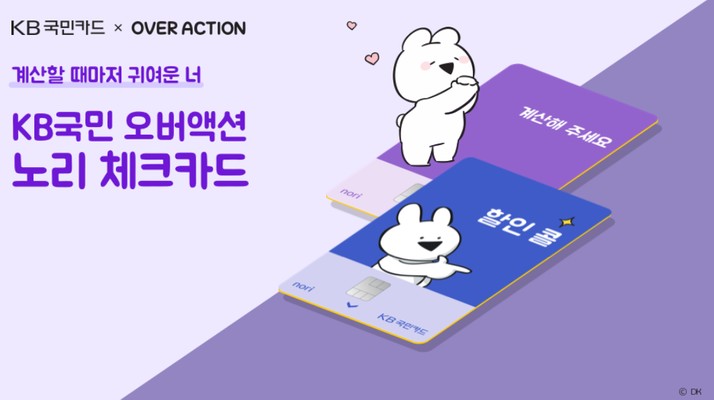 KB국민카드 × OVER ACTION
계산할 때마저 귀여운 너
KB국민 오버액션
노리 체크카드
계산해 주세요
nori
할인 콜
nori
KB국민카드
© DK